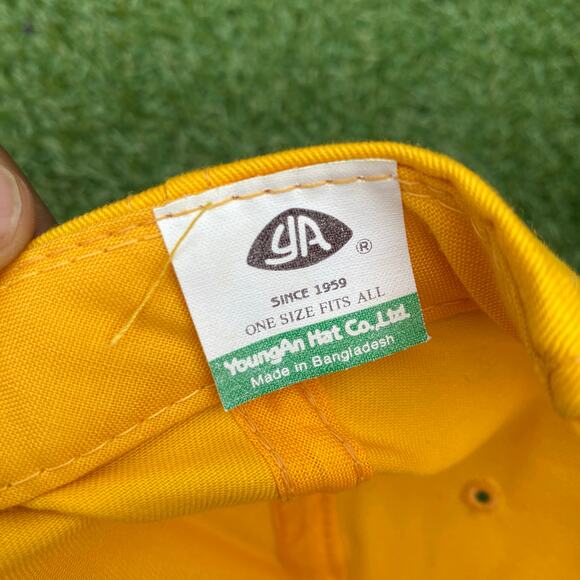 YA
®
SINCE 1959
ONE SIZE FITS ALL
YoungAn Hat Co.,Ltd.
Made in Bangladesh